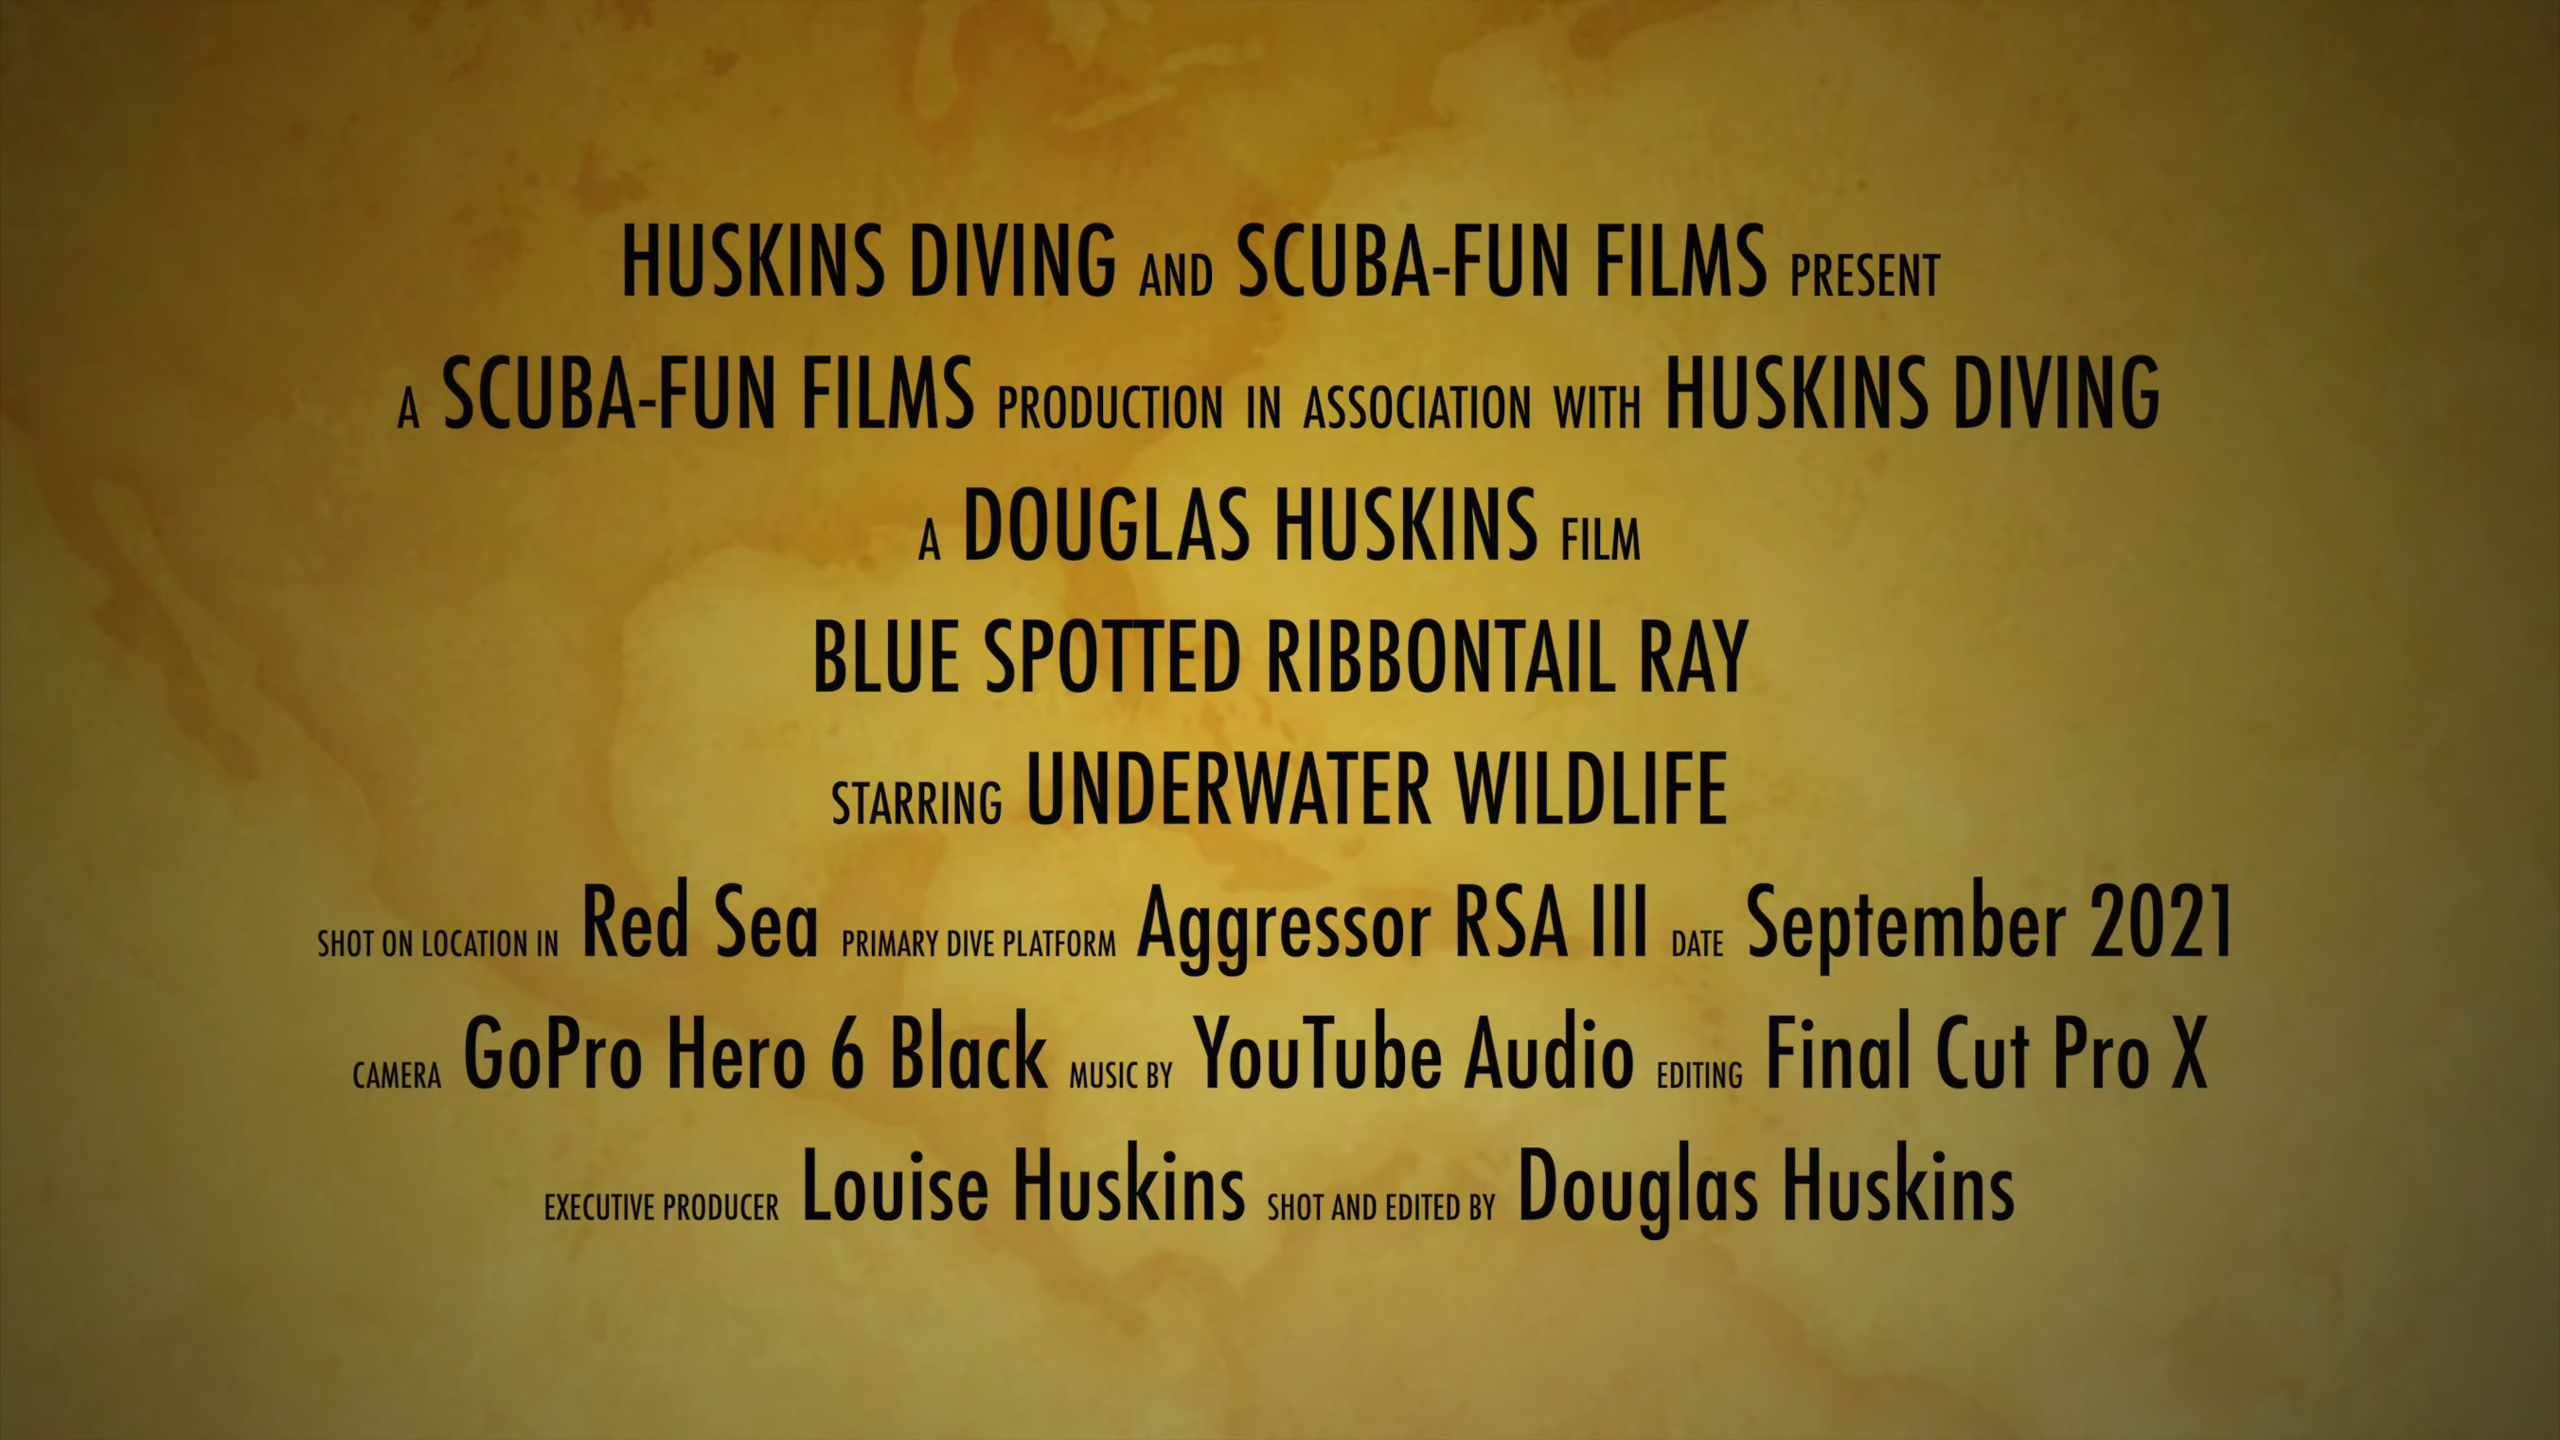 HUSKINS DIVING AND SCUBA-FUN FILMS PRESENT
A SCUBA-FUN FILMS PRODUCTION IN ASSOCIATION WITH HUSKINS DIVING
A DOUGLAS HUSKINS FILM
BLUE SPOTTED RIBBONTAIL RAY
STARRING UNDERWATER WILDLIFE
SHOT ON LOCATION IN Red Sea PRIMARY DIVE PLATFORM Aggressor RSA III DATE September 2021
CAMERA GoPro Hero 6 Black MUSIC BY YouTube Audio EDITING Final Cut Pro X
EXECUTIVE PRODUCER Louise Huskins SHOT AND EDITED BY Douglas Huskins